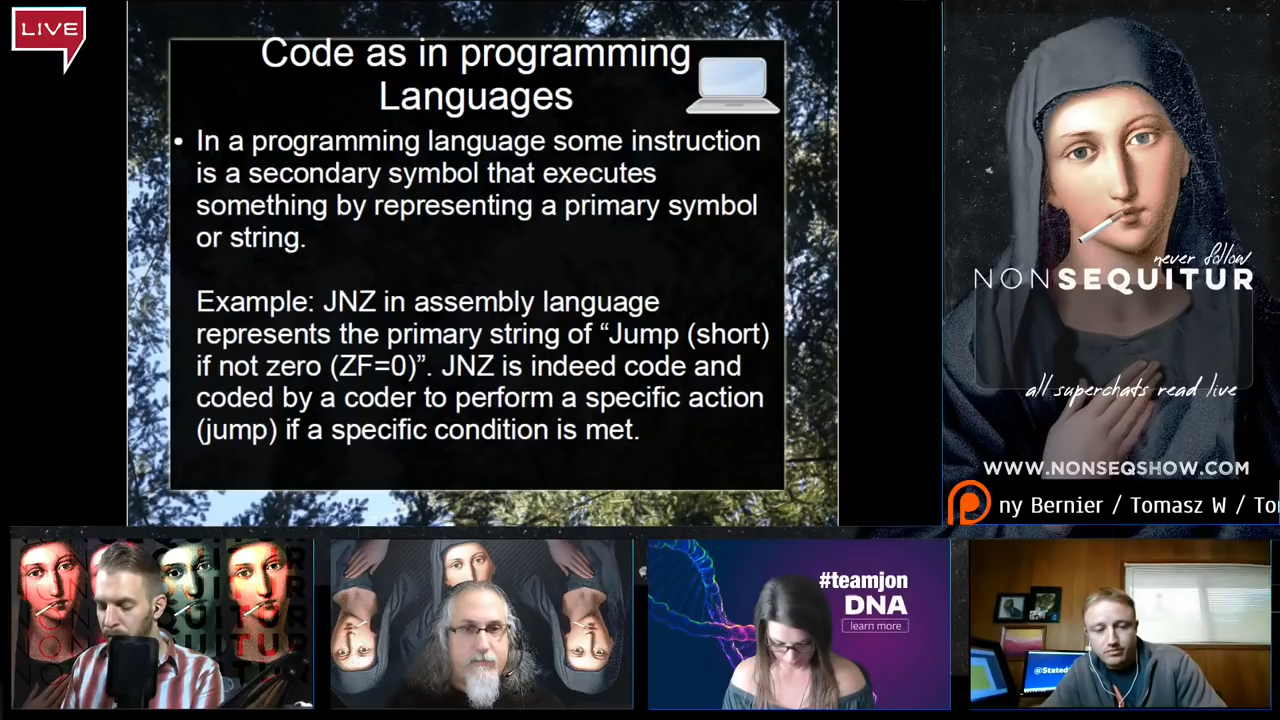 LIVE
Code as in programming
Languages
• In a programming language some instruction
is a secondary symbol that executes
something by representing a primary symbol
or string.
Example: JNZ in assembly language
represents the primary string of “Jump (short)
if not zero (ZF=0)”. JNZ is indeed code and
coded by a coder to perform a specific action
(jump) if a specific condition is met.
never follow
NONSEQUITUR
all superchats read live
WWW.NONSEQSHOW.COM
ny Bernier / Tomasz W / To
#teamjon
DNA
learn more
@Stated